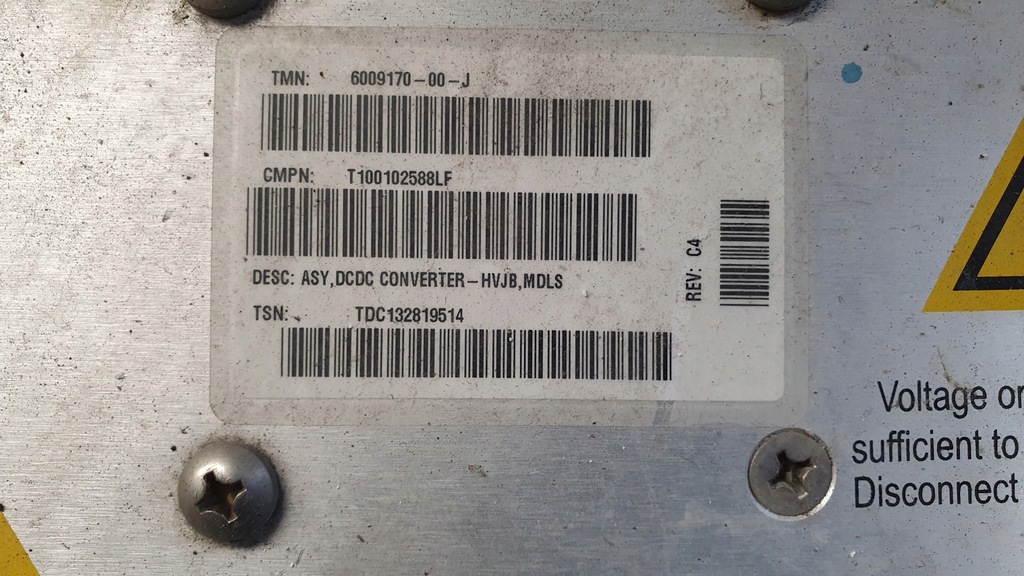 TMN: 6009170-00-J
CMPN: T100102588LF
DESC: ASY,DCDC CONVERTER-HVJB,MDLS
TSN: TDC132819514
REV: C4
Voltage or
sufficient to
Disconnect